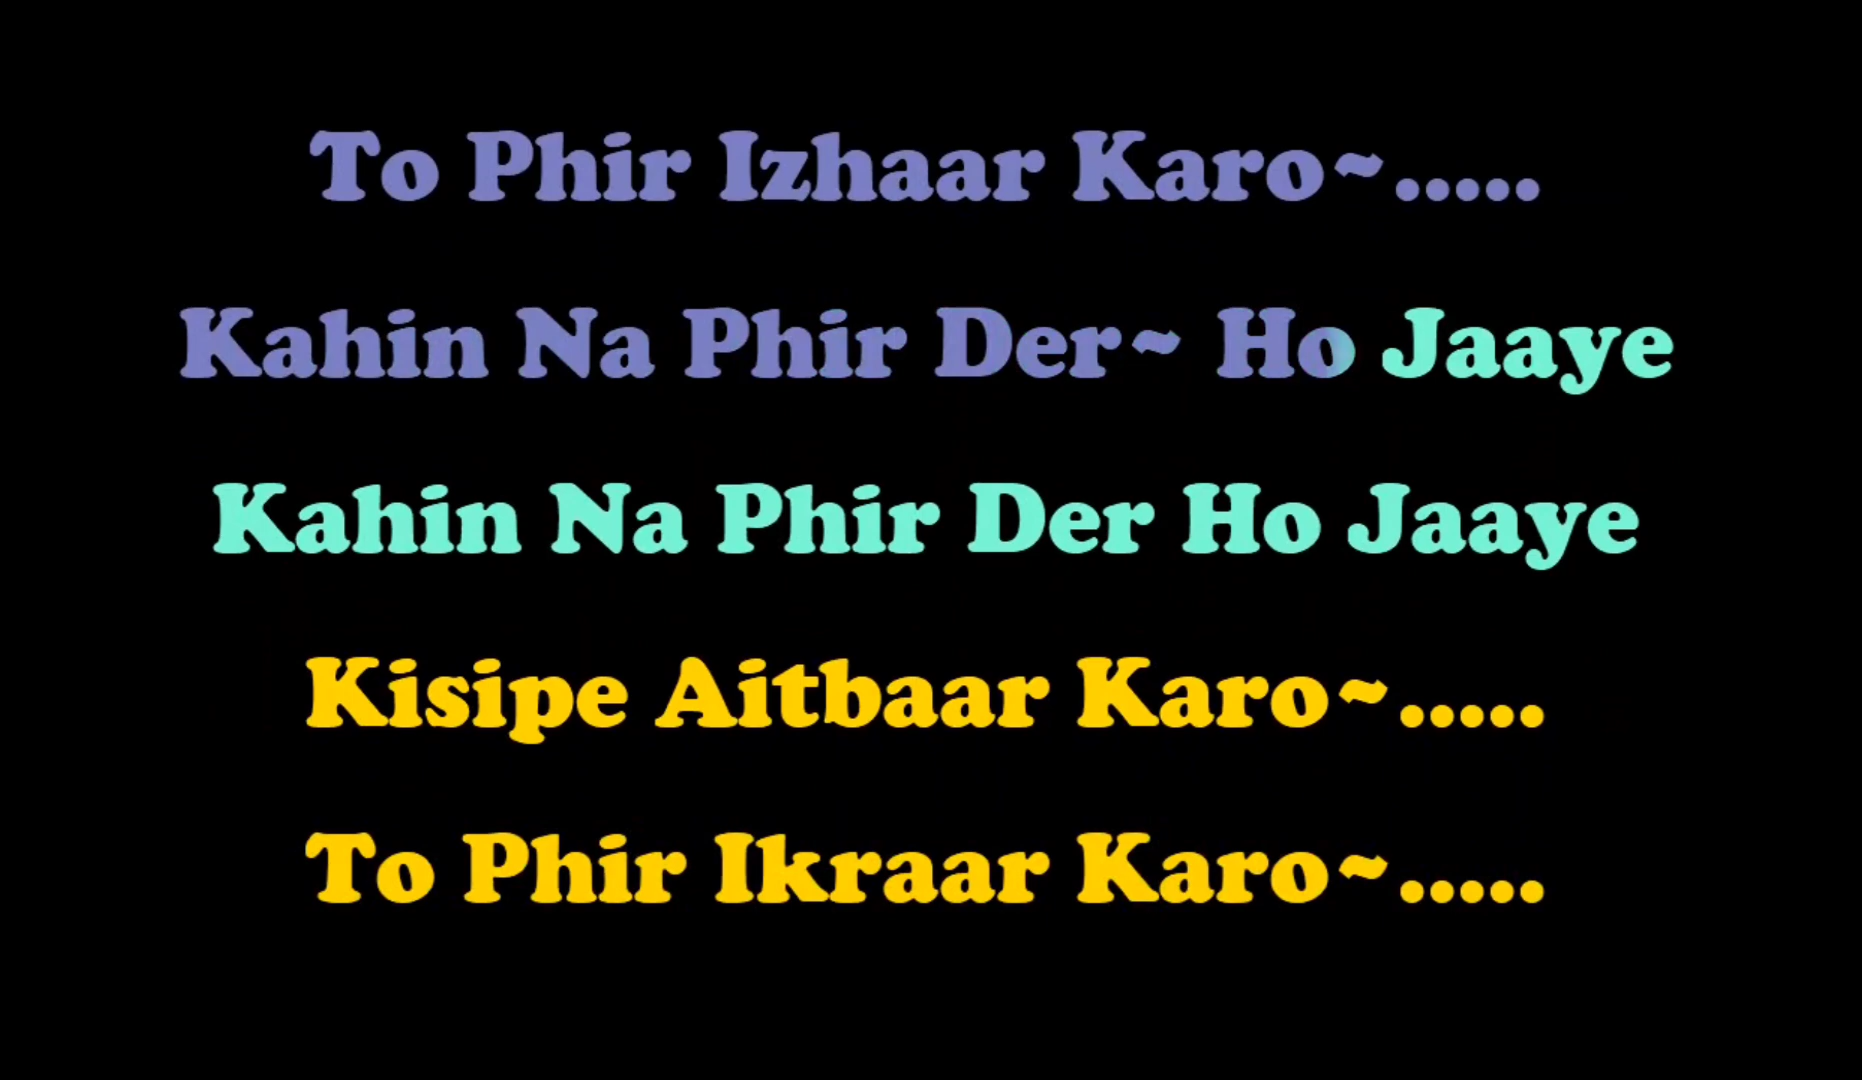 To Phir Izhaar Karo~.....
Kahin Na Phir Der~ Ho Jaaye
Kahin Na Phir Der Ho Jaaye
Kisipe Aitbaar Karo~.....
To Phir Ikraar Karo~.....